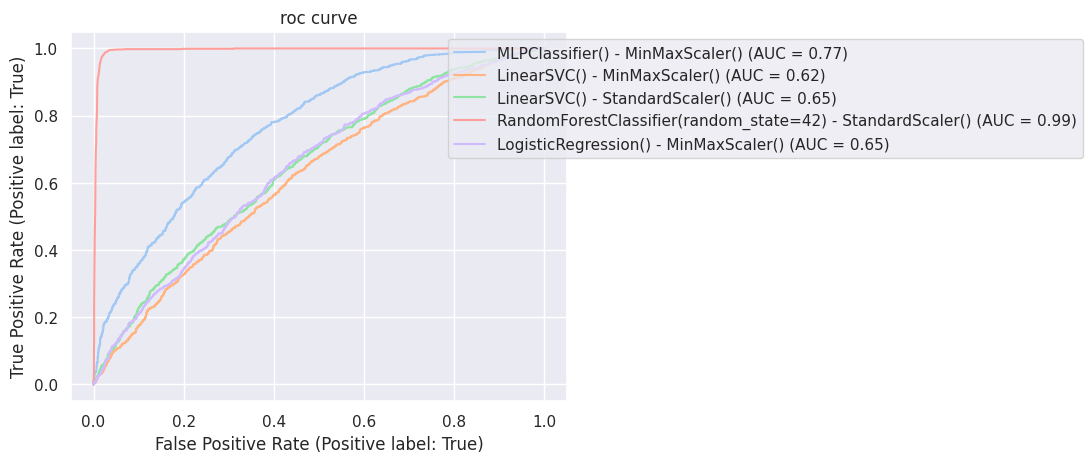 roc curve
True Positive Rate (Positive label: True)
1.0
0.8
0.6
0.4
0.2
0.0
MLPClassifier() - MinMaxScaler() (AUC = 0.77)
LinearSVC() - MinMaxScaler() (AUC = 0.62)
LinearSVC() - StandardScaler() (AUC = 0.65)
RandomForestClassifier(random_state=42) - StandardScaler() (AUC = 0.99)
LogisticRegression() - MinMaxScaler() (AUC = 0.65)
0.0 0.2 0.4 0.6 0.8 1.0
False Positive Rate (Positive label: True)